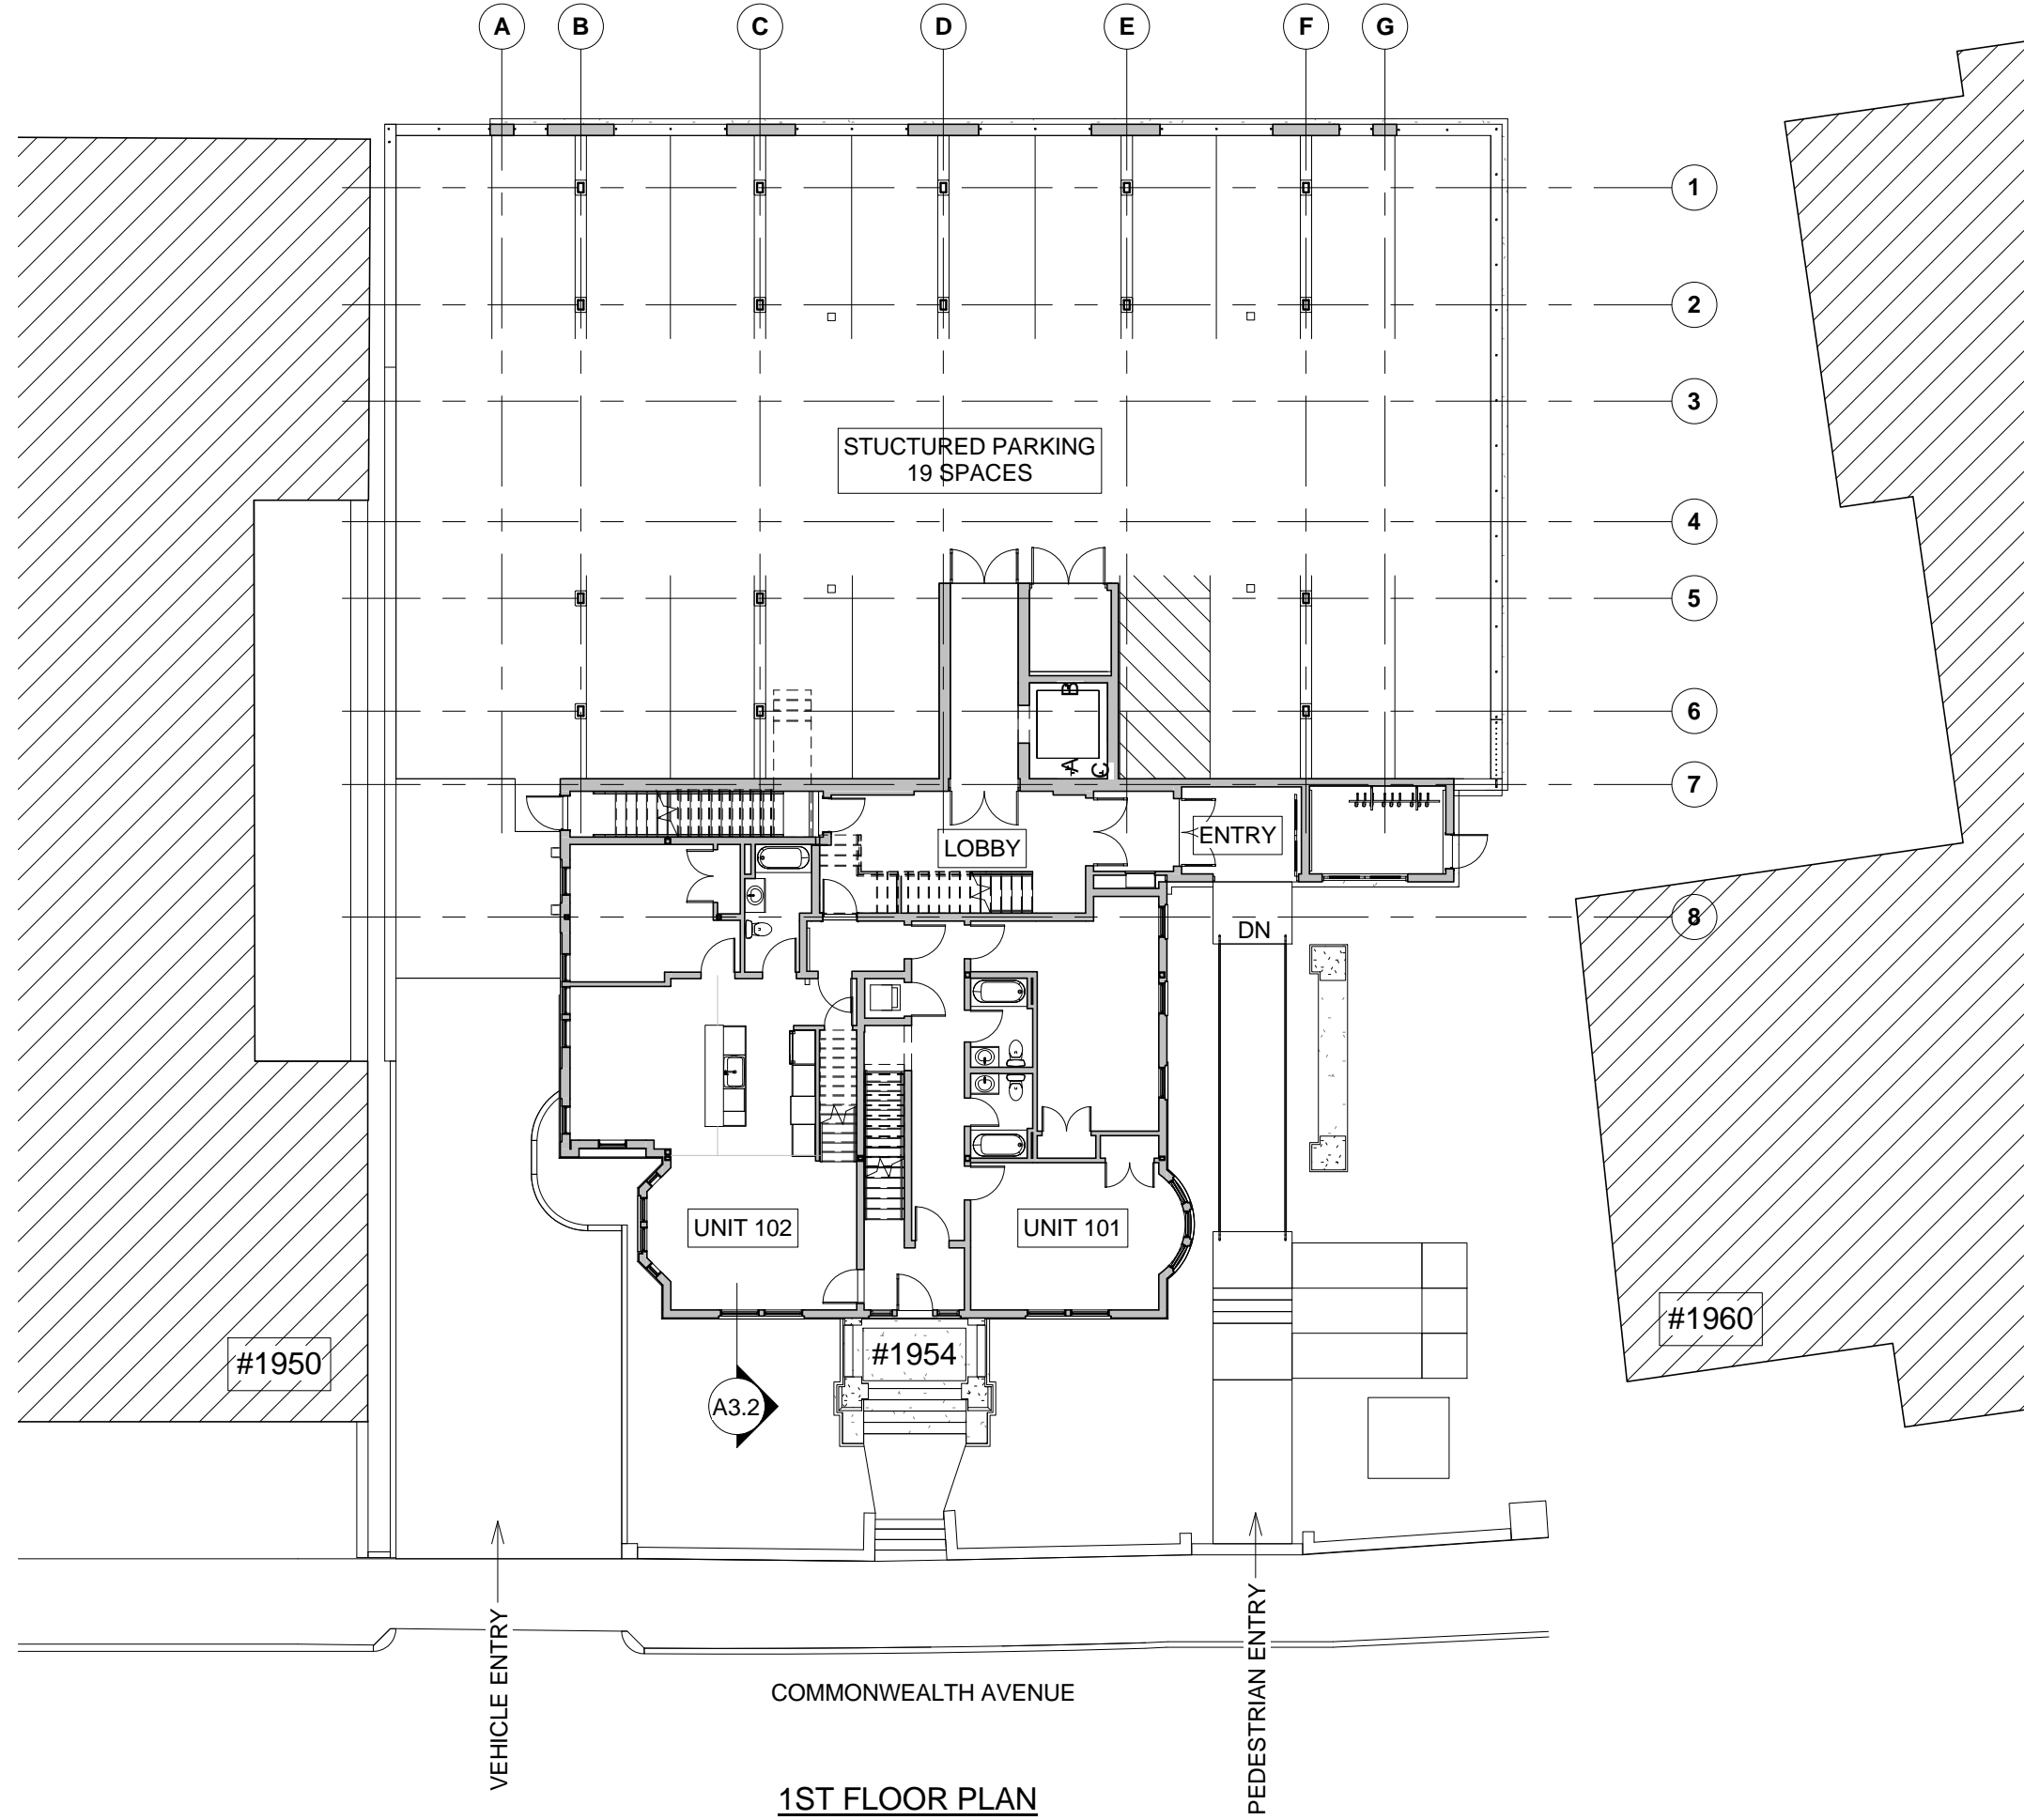 A
B
C
D
E
F
G
1
2
3
STUCTURED PARKING
19 SPACES
4
5
B
6
A
C
7
ENTRY
LOBBY
8
DN
UNIT 102
UNIT 101
#1960
#1950
#1954
A3.2
VEHICLE ENTRY
PEDESTRIAN ENTRY
COMMONWEALTH AVENUE
1ST FLOOR PLAN